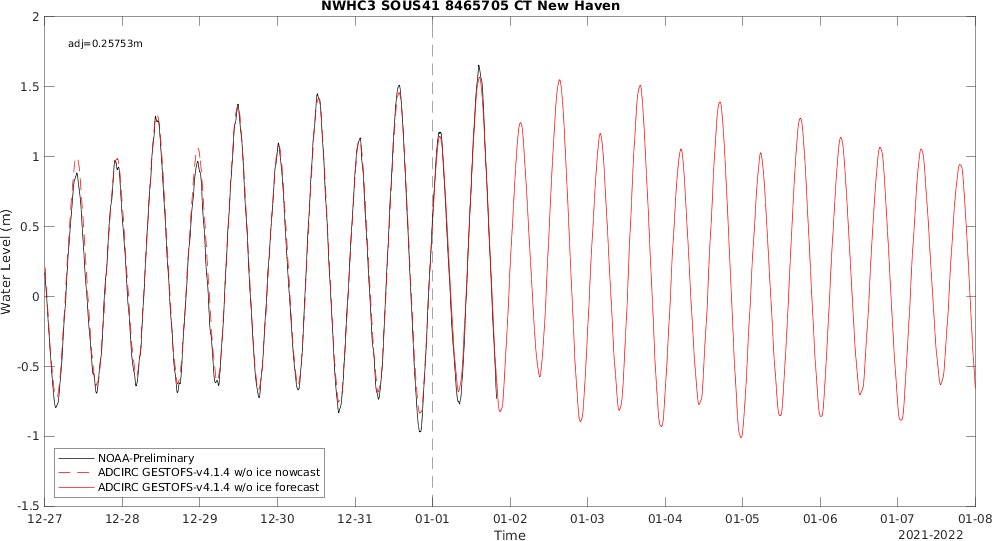 NWHC3 SOUS41 8465705 CT New Haven
adj=0.25753m
2
1.5
1
0.5
0
-0.5
-1
-1.5
Water Level (m)
NOAA-Preliminary
ADCIRC GESTOFS-v4.1.4 w/o ice nowcast
ADCIRC GESTOFS-v4.1.4 w/o ice forecast
12-27 12-28 12-29 12-30 12-31 01-01 01-02 01-03 01-04 01-05 01-06 01-07 01-08
Time
2021-2022